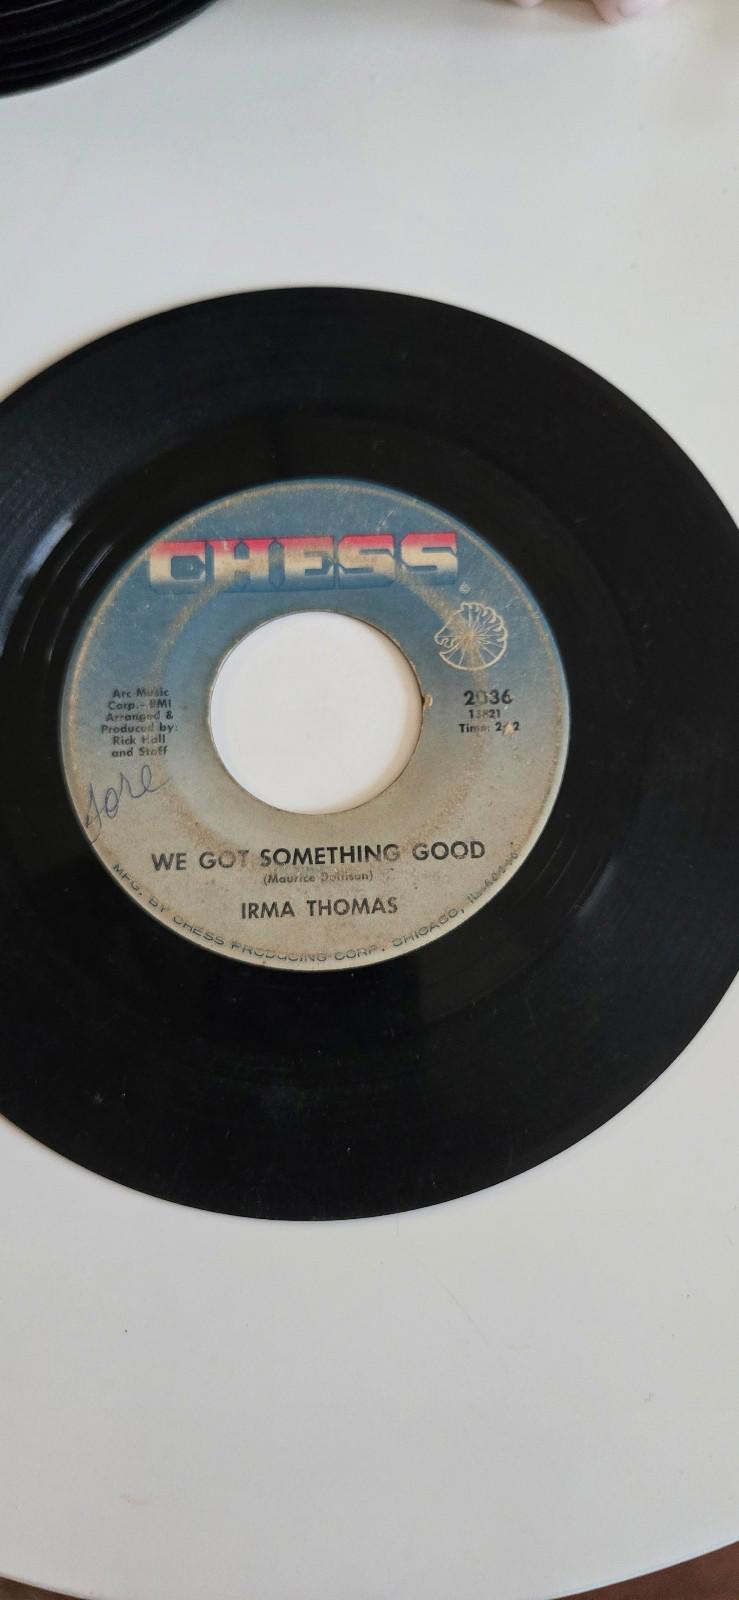 CHESS
©
Arc Music
Corp.- BMI
Arranged &
Produced by:
Rick Hall
and Staff
2036
15821
Time: 2
WE GOT SOMETHING GOOD
(Maurice Dollison)
IRMA THOMAS
MFG. BY CHESS PRODUCING CORP. CHICAGO, ILL.